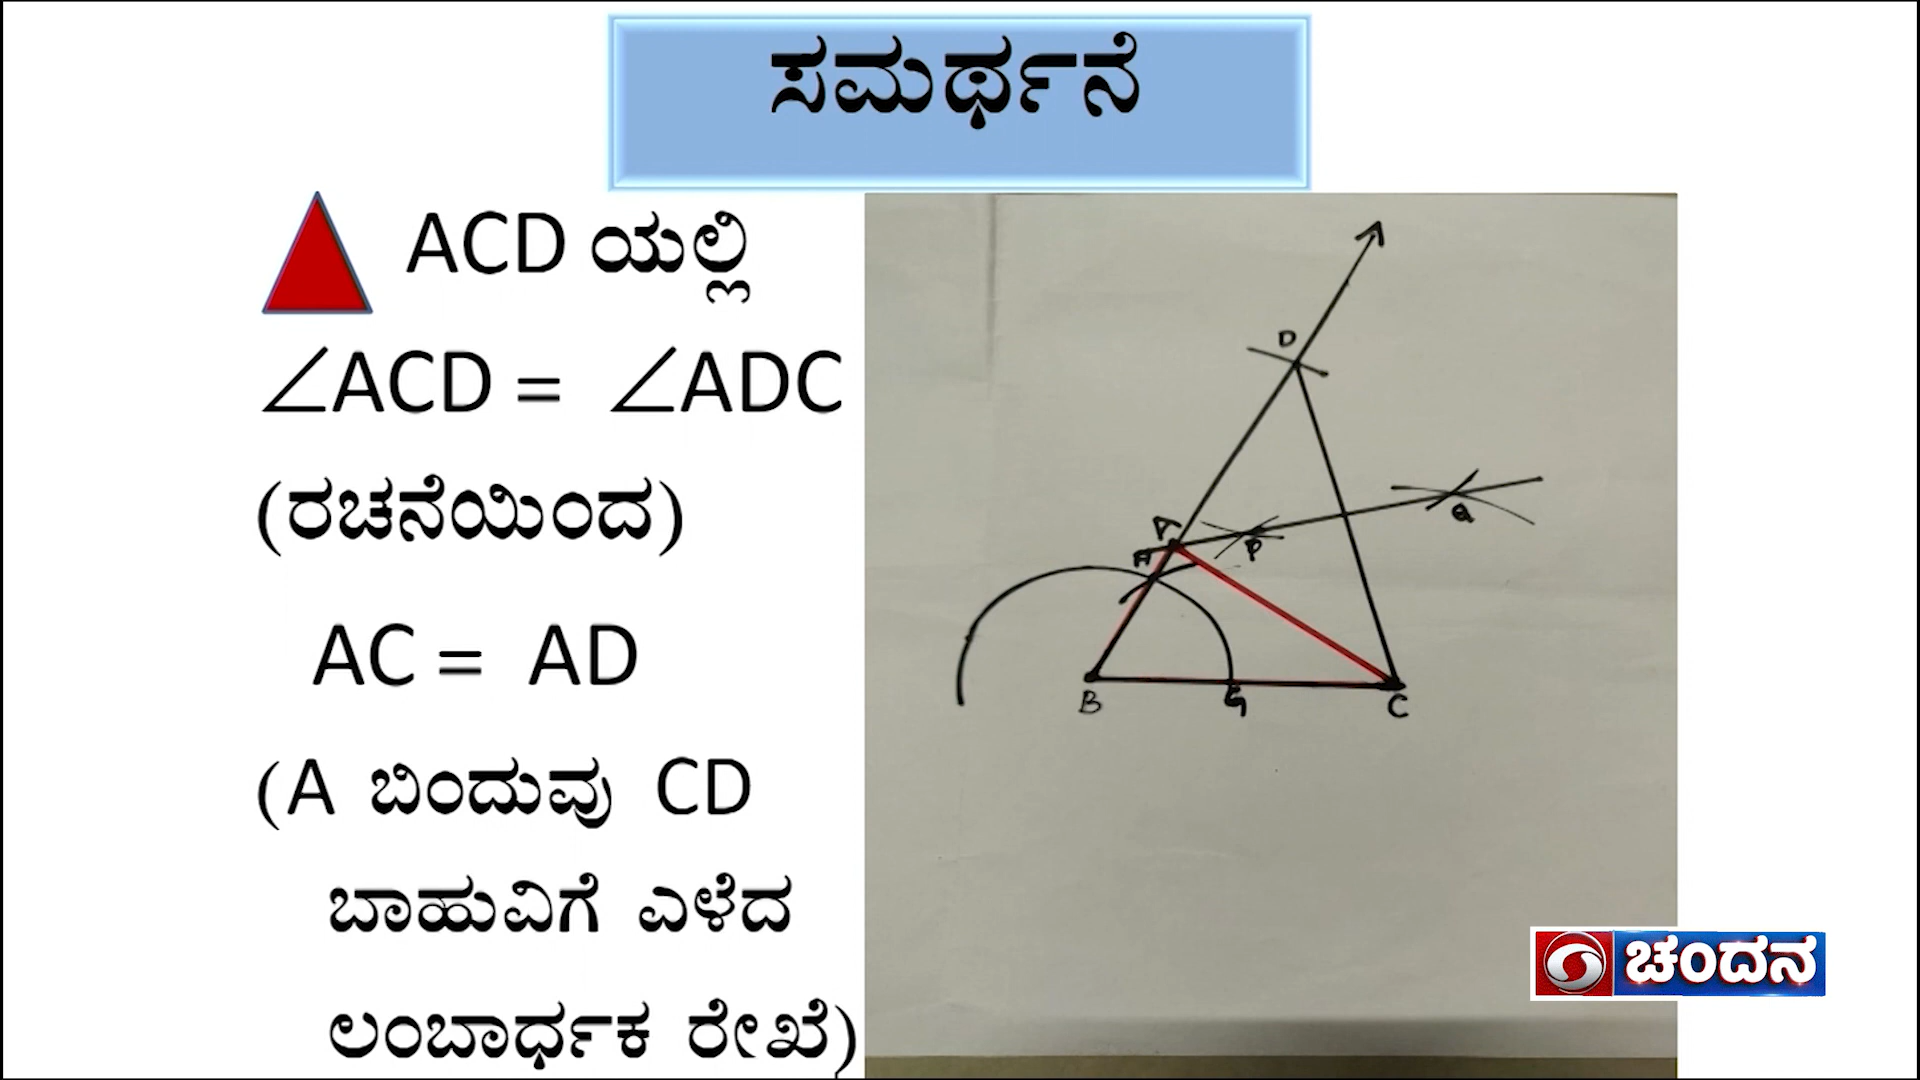 ಸಮರ್ಥನೆ
ACD ಯಲ್ಲಿ
∠ACD = ∠ADC
(ರಚನೆಯಿಂದ)
AC = AD
(A ಬಿಂದುವು CD
ಬಾಹುವಿಗೆ ಎಳೆದ
ಲಂಬಾರ್ಧಕ ರೇಖೆ)
D
Q
A
P
B
C
ಚಂದನ